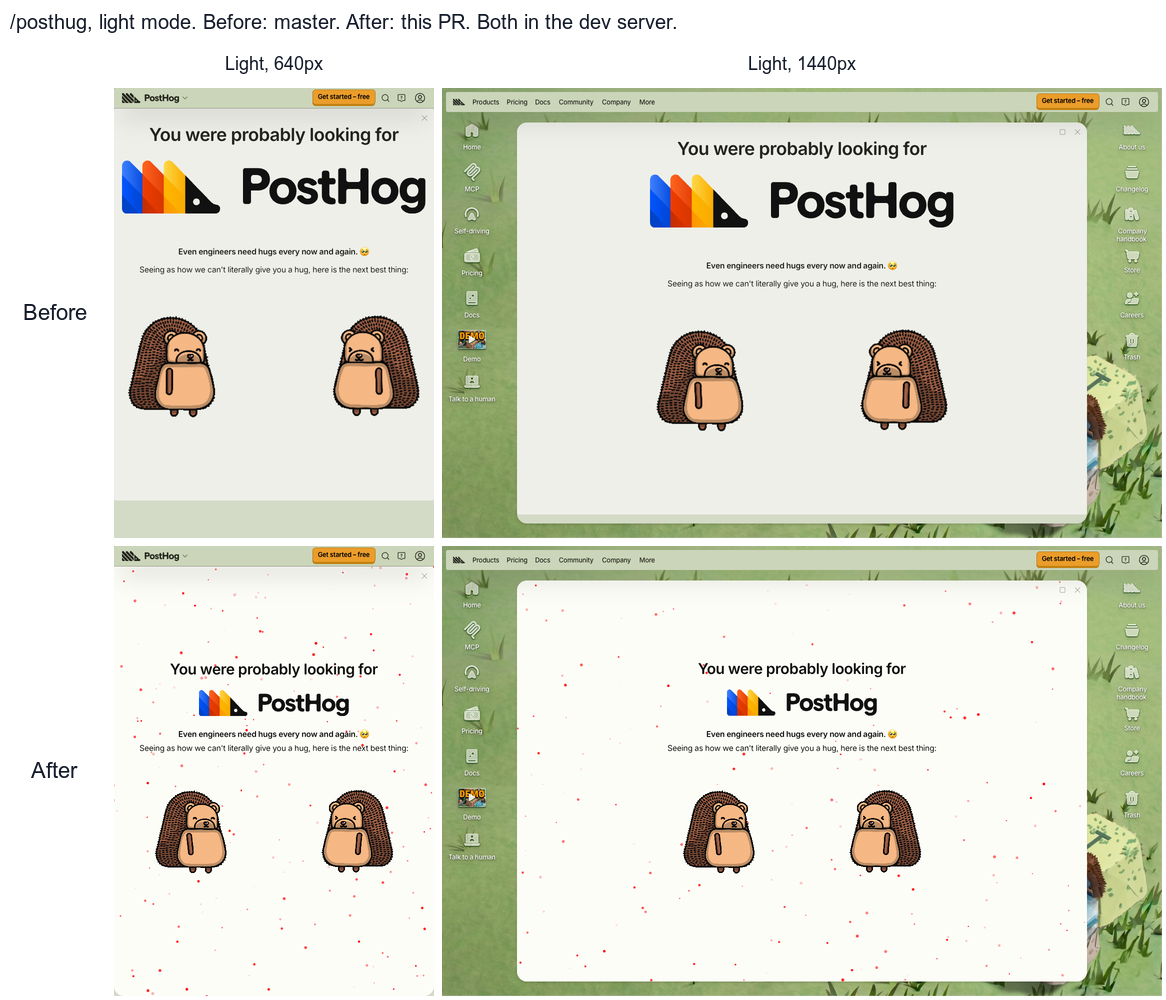 /posthug, light mode. Before: master. After: this PR. Both in the dev server.
Light, 640px
Light, 1440px
Before
PostHog
Get started – free
You were probably looking for
PostHog
Even engineers need hugs every now and again. 🥹
Seeing as how we can't literally give you a hug, here is the next best thing:
Products Pricing Docs Community Company More
Get started – free
Home
MCP
Self-driving
Pricing
Docs
DEMO
Demo
Talk to a human
You were probably looking for
PostHog
Even engineers need hugs every now and again. 🥹
Seeing as how we can't literally give you a hug, here is the next best thing:
About us
Changelog
Company
handbook
Store
Careers
Trash
After
PostHog
Get started – free
You were probably looking for
PostHog
Even engineers need hugs every now and again. 🥹
Seeing as how we can't literally give you a hug, here is the next best thing:
Products Pricing Docs Community Company More
Get started – free
Home
MCP
Self-driving
Pricing
Docs
DEMO
Demo
Talk to a human
You were probably looking for
PostHog
Even engineers need hugs every now and again. 🥹
Seeing as how we can't literally give you a hug, here is the next best thing:
About us
Changelog
Company
handbook
Store
Careers
Trash